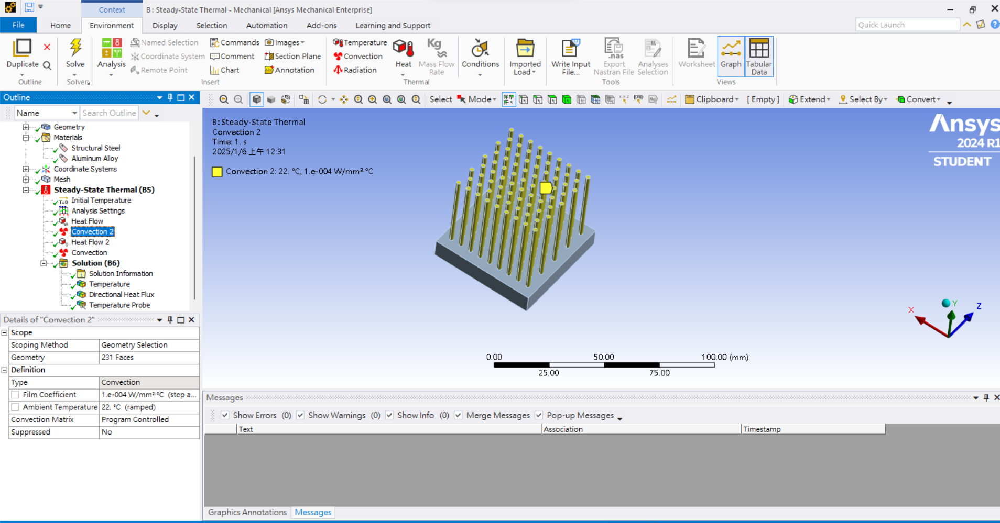 Context
B : Steady-State Thermal - Mechanical [Ansys Mechanical Enterprise]
File
Home
Environment
Display
Selection
Automation
Add-ons
Learning and Support
Quick Launch
Duplicate
Outline
Solve
Solver
Analysis
Named Selection
Coordinate System
Remote Point
Commands
Comment
Chart
Images
Section Plane
Annotation
Insert
Temperature
Convection
Radiation
Heat
Kg
Mass Flow
Rate
Thermal
Conditions
Imported
Load
Write Input
File...
.nas
Export
Nastran File
Analyses
Selection
Tools
Worksheet
Graph
Tabular
Data
Views
Outline
Name
Search Outline
Geometry
Materials
Structural Steel
Aluminum Alloy
Coordinate Systems
Mesh
Steady-State Thermal (B5)
T=0 Initial Temperature
Analysis Settings
Heat Flow
Convection 2
Heat Flow 2
Convection
Solution (B6)
Solution Information
Temperature
Directional Heat Flux
Temperature Probe
Select
Mode
Clipboard
[ Empty ]
Extend
Select By
Convert
B: Steady-State Thermal
Convection 2
Time: 1. s
2025/1/6 上午 12:31
Convection 2: 22. °C, 1.e-004 W/mm²·°C
Ansys
2024 R1
STUDENT
X
Y
Z
0.00
50.00
100.00 (mm)
25.00
75.00
Details of "Convection 2"
Scope
Scoping Method
Geometry Selection
Geometry
231 Faces
Definition
Type
Convection
Film Coefficient
1.e-004 W/mm²·°C (step a...
Ambient Temperature
22. °C (ramped)
Convection Matrix
Program Controlled
Suppressed
No
Messages
Show Errors (0)
Show Warnings (0)
Show Info (0)
Merge Messages
Pop-up Messages
Text
Association
Timestamp
Graphics Annotations
Messages